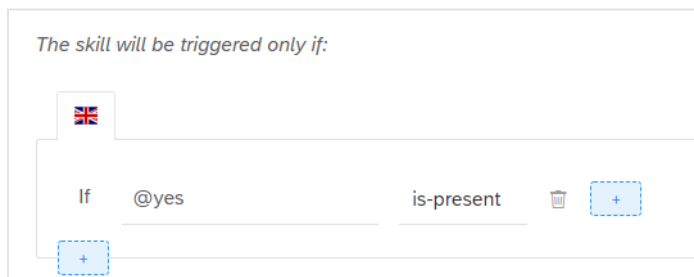 The skill will be triggered only if:
If @yes is-present +
+